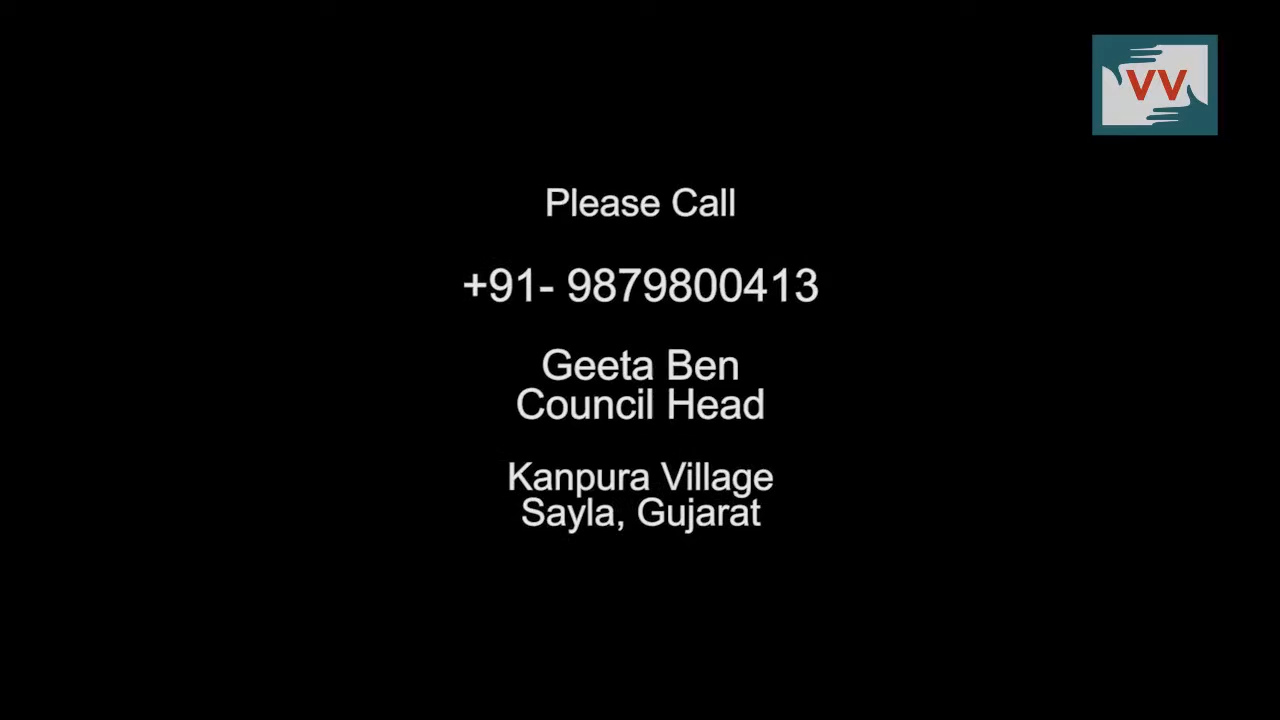 VV
Please Call
+91- 9879800413
Geeta Ben
Council Head
Kanpura Village
Sayla, Gujarat